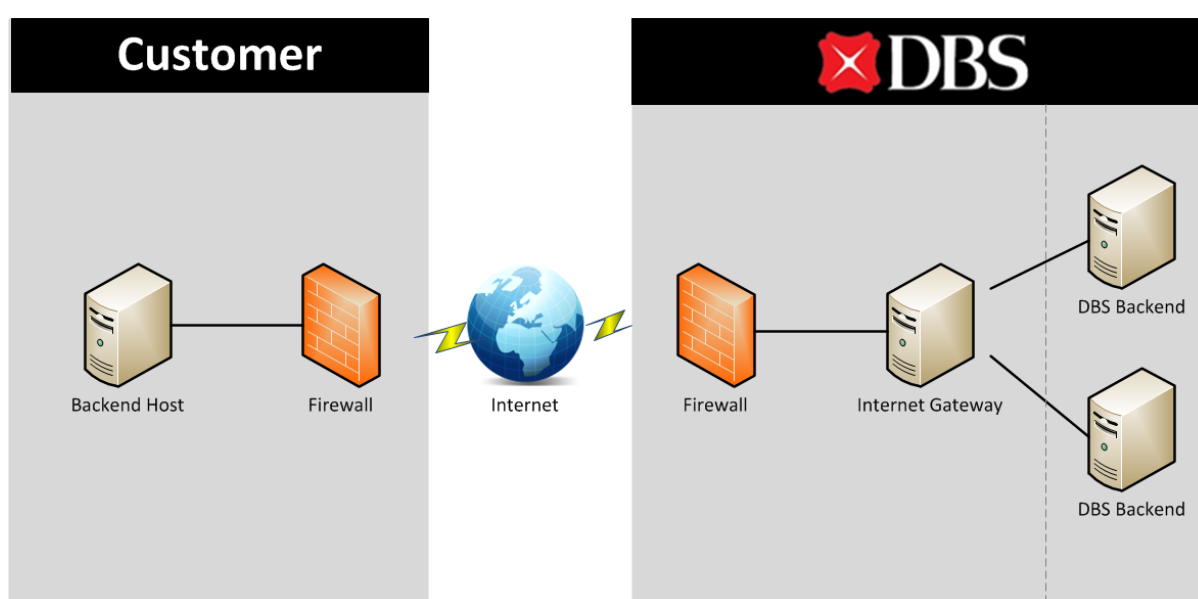 Customer
DBS
DBS Backend
Backend Host
Firewall
Internet
Firewall
Internet Gateway
DBS Backend